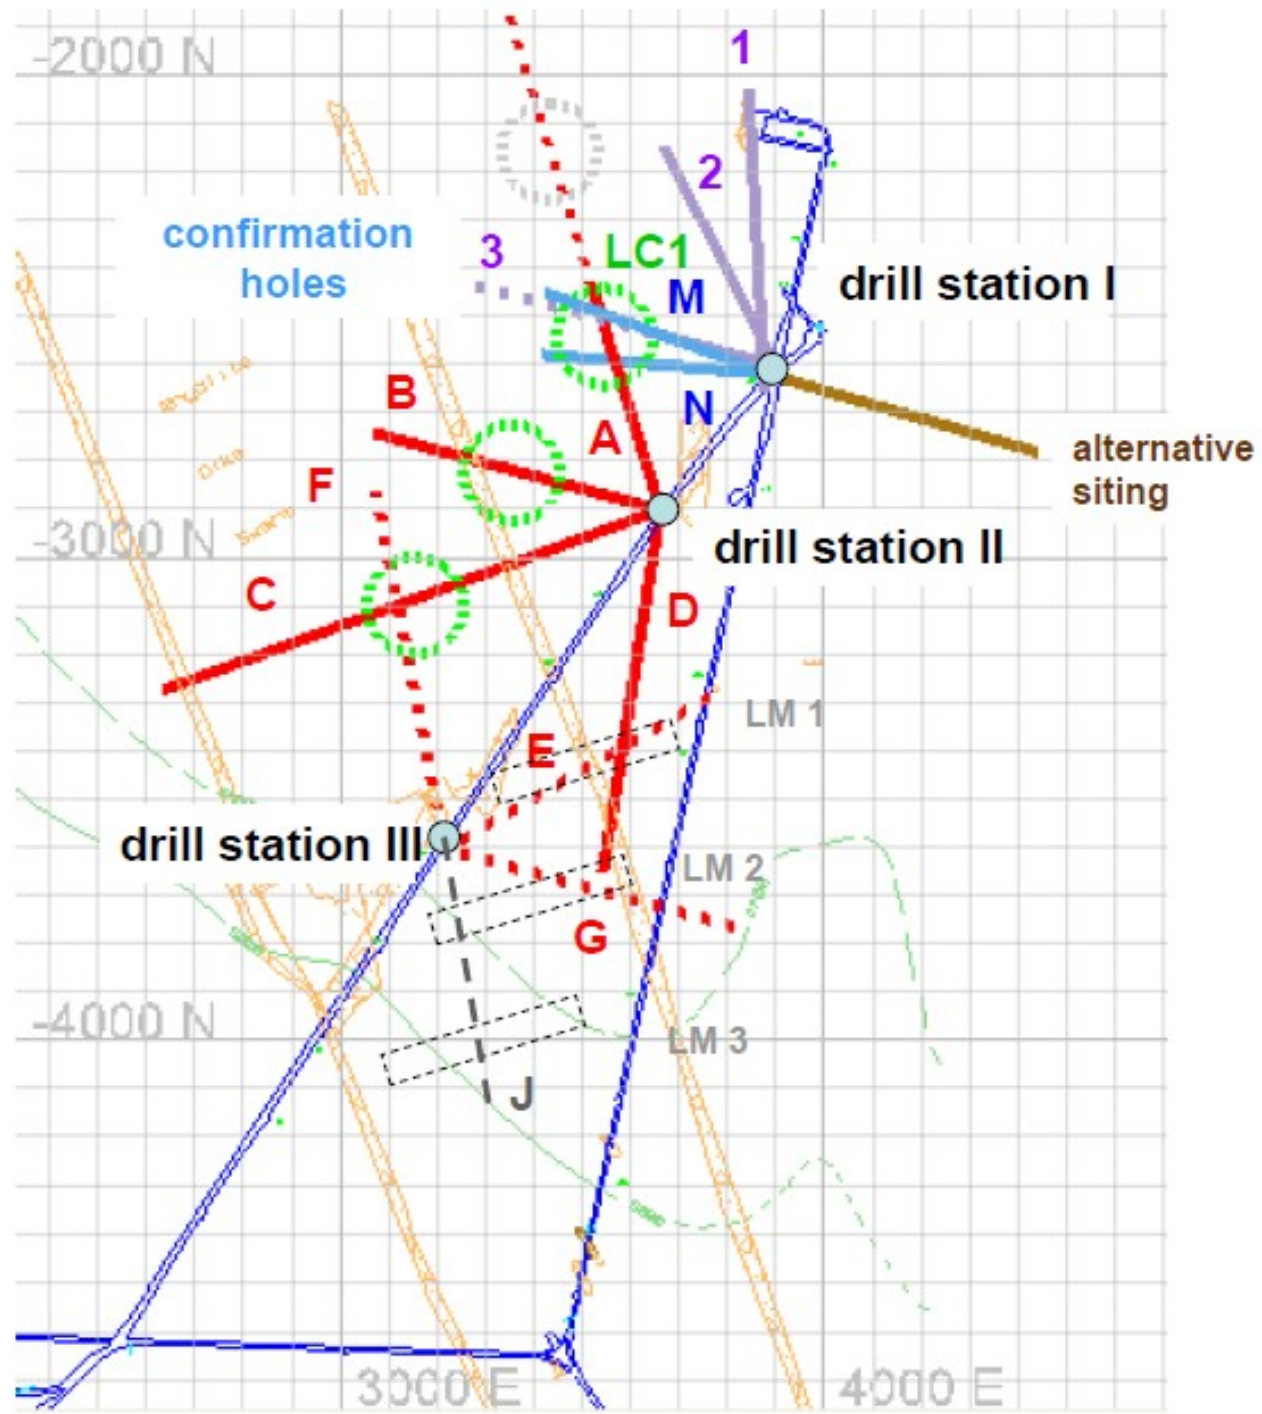 -2000 N
1
2
confirmation
holes
3
LC1
M
drill station I
B
N
A
alternative
siting
F
-3000 N
drill station II
C
D
LM 1
E
drill station III
LM 2
G
-4000 N
LM 3
J
3000 E
4000 E